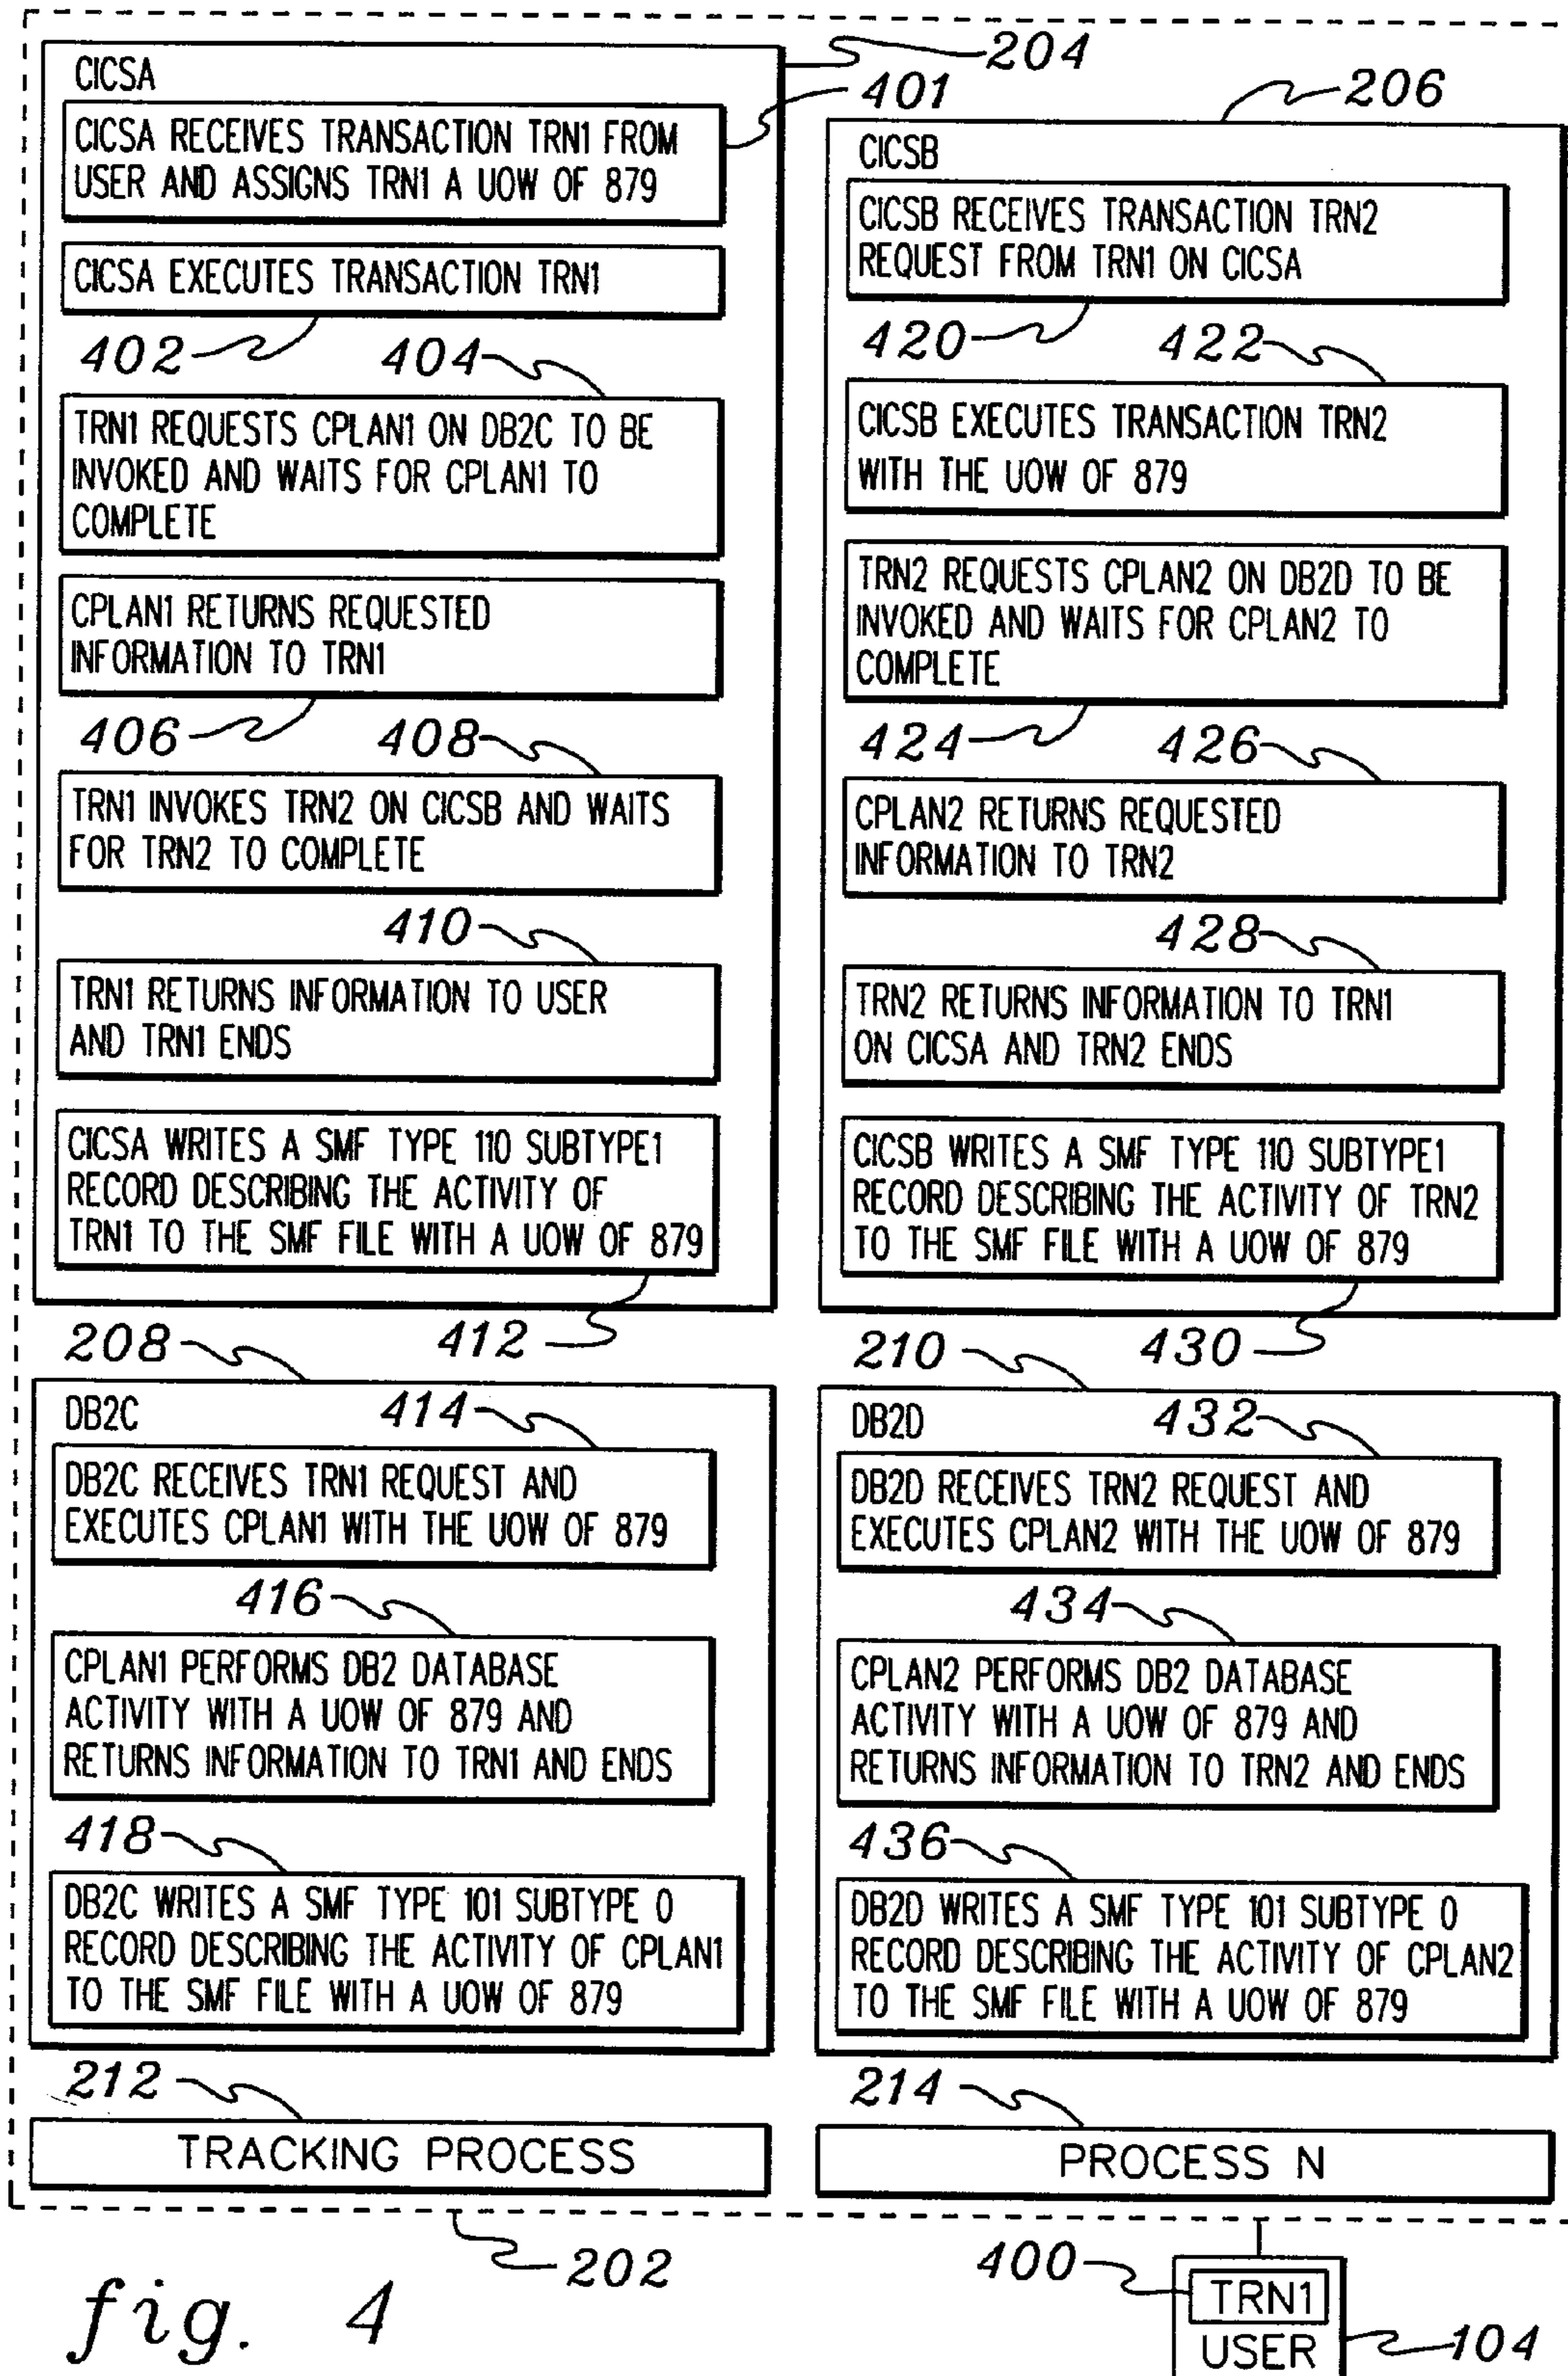 204
CICSA
401
CICSA RECEIVES TRANSACTION TRN1 FROM
USER AND ASSIGNS TRN1 A UOW OF 879
CICSA EXECUTES TRANSACTION TRN1
402
404
TRN1 REQUESTS CPLAN1 ON DB2C TO BE
INVOKED AND WAITS FOR CPLAN1 TO
COMPLETE
CPLAN1 RETURNS REQUESTED
INFORMATION TO TRN1
406
408
TRN1 INVOKES TRN2 ON CICSB AND WAITS
FOR TRN2 TO COMPLETE
410
TRN1 RETURNS INFORMATION TO USER
AND TRN1 ENDS
CICSA WRITES A SMF TYPE 110 SUBTYPE1
RECORD DESCRIBING THE ACTIVITY OF
TRN1 TO THE SMF FILE WITH A UOW OF 879
412
206
CICSB
CICSB RECEIVES TRANSACTION TRN2
REQUEST FROM TRN1 ON CICSA
420
422
CICSB EXECUTES TRANSACTION TRN2
WITH THE UOW OF 879
TRN2 REQUESTS CPLAN2 ON DB2D TO BE
INVOKED AND WAITS FOR CPLAN2 TO
COMPLETE
424
426
CPLAN2 RETURNS REQUESTED
INFORMATION TO TRN2
428
TRN2 RETURNS INFORMATION TO TRN1
ON CICSA AND TRN2 ENDS
CICSB WRITES A SMF TYPE 110 SUBTYPE1
RECORD DESCRIBING THE ACTIVITY OF TRN2
TO THE SMF FILE WITH A UOW OF 879
430
208
DB2C
414
DB2C RECEIVES TRN1 REQUEST AND
EXECUTES CPLAN1 WITH THE UOW OF 879
416
CPLAN1 PERFORMS DB2 DATABASE
ACTIVITY WITH A UOW OF 879 AND
RETURNS INFORMATION TO TRN1 AND ENDS
418
DB2C WRITES A SMF TYPE 101 SUBTYPE 0
RECORD DESCRIBING THE ACTIVITY OF CPLAN1
TO THE SMF FILE WITH A UOW OF 879
210
DB2D
432
DB2D RECEIVES TRN2 REQUEST AND
EXECUTES CPLAN2 WITH THE UOW OF 879
434
CPLAN2 PERFORMS DB2 DATABASE
ACTIVITY WITH A UOW OF 879 AND
RETURNS INFORMATION TO TRN2 AND ENDS
436
DB2D WRITES A SMF TYPE 101 SUBTYPE 0
RECORD DESCRIBING THE ACTIVITY OF CPLAN2
TO THE SMF FILE WITH A UOW OF 879
212
TRACKING PROCESS
214
PROCESS N
202
400
TRN1
USER
104
fig. 4